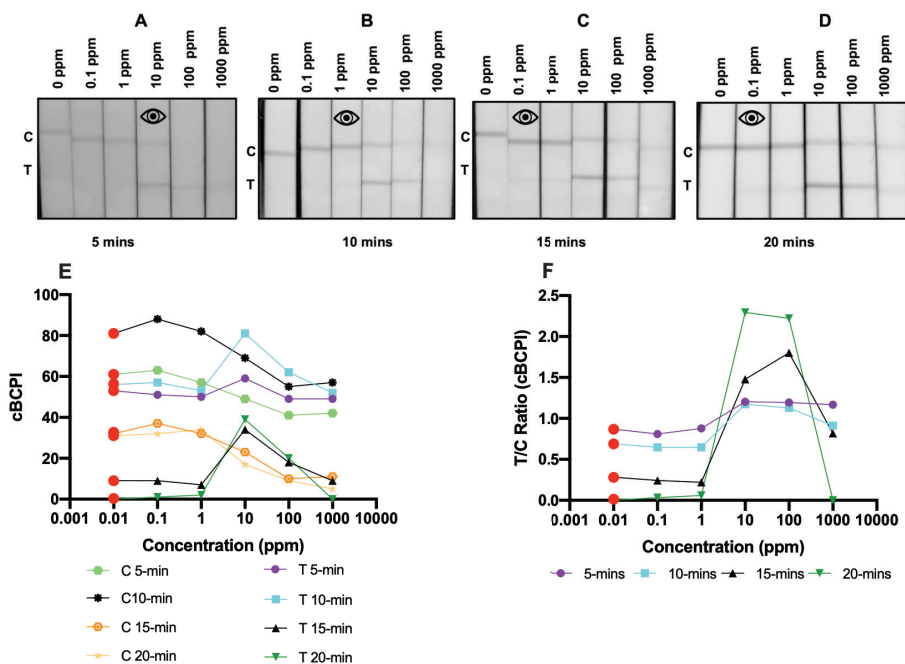 A
B
C
D
0 ppm
0.1 ppm
1 ppm
10 ppm
100 ppm
1000 ppm
0 ppm
0.1 ppm
1 ppm
10 ppm
100 ppm
1000 ppm
0 ppm
0.1 ppm
1 ppm
10 ppm
100 ppm
1000 ppm
0 ppm
0.1 ppm
1 ppm
10 ppm
100 ppm
1000 ppm
C
T
C
T
C
T
C
T
5 mins
10 mins
15 mins
20 mins
E
100
80
60
40
20
0
cBCPI
0.001
0.01
0.1
1
10
100
1000
10000
Concentration (ppm)
C 5-min
T 5-min
C10-min
T 10-min
C 15-min
T 15-min
C 20-min
T 20-min
F
2.5
2.0
1.5
1.0
0.5
0.0
T/C Ratio (cBCPI)
0.001
0.01
0.1
1
10
100
1000
10000
Concentration (ppm)
5-mins
10-mins
15-mins
20-mins